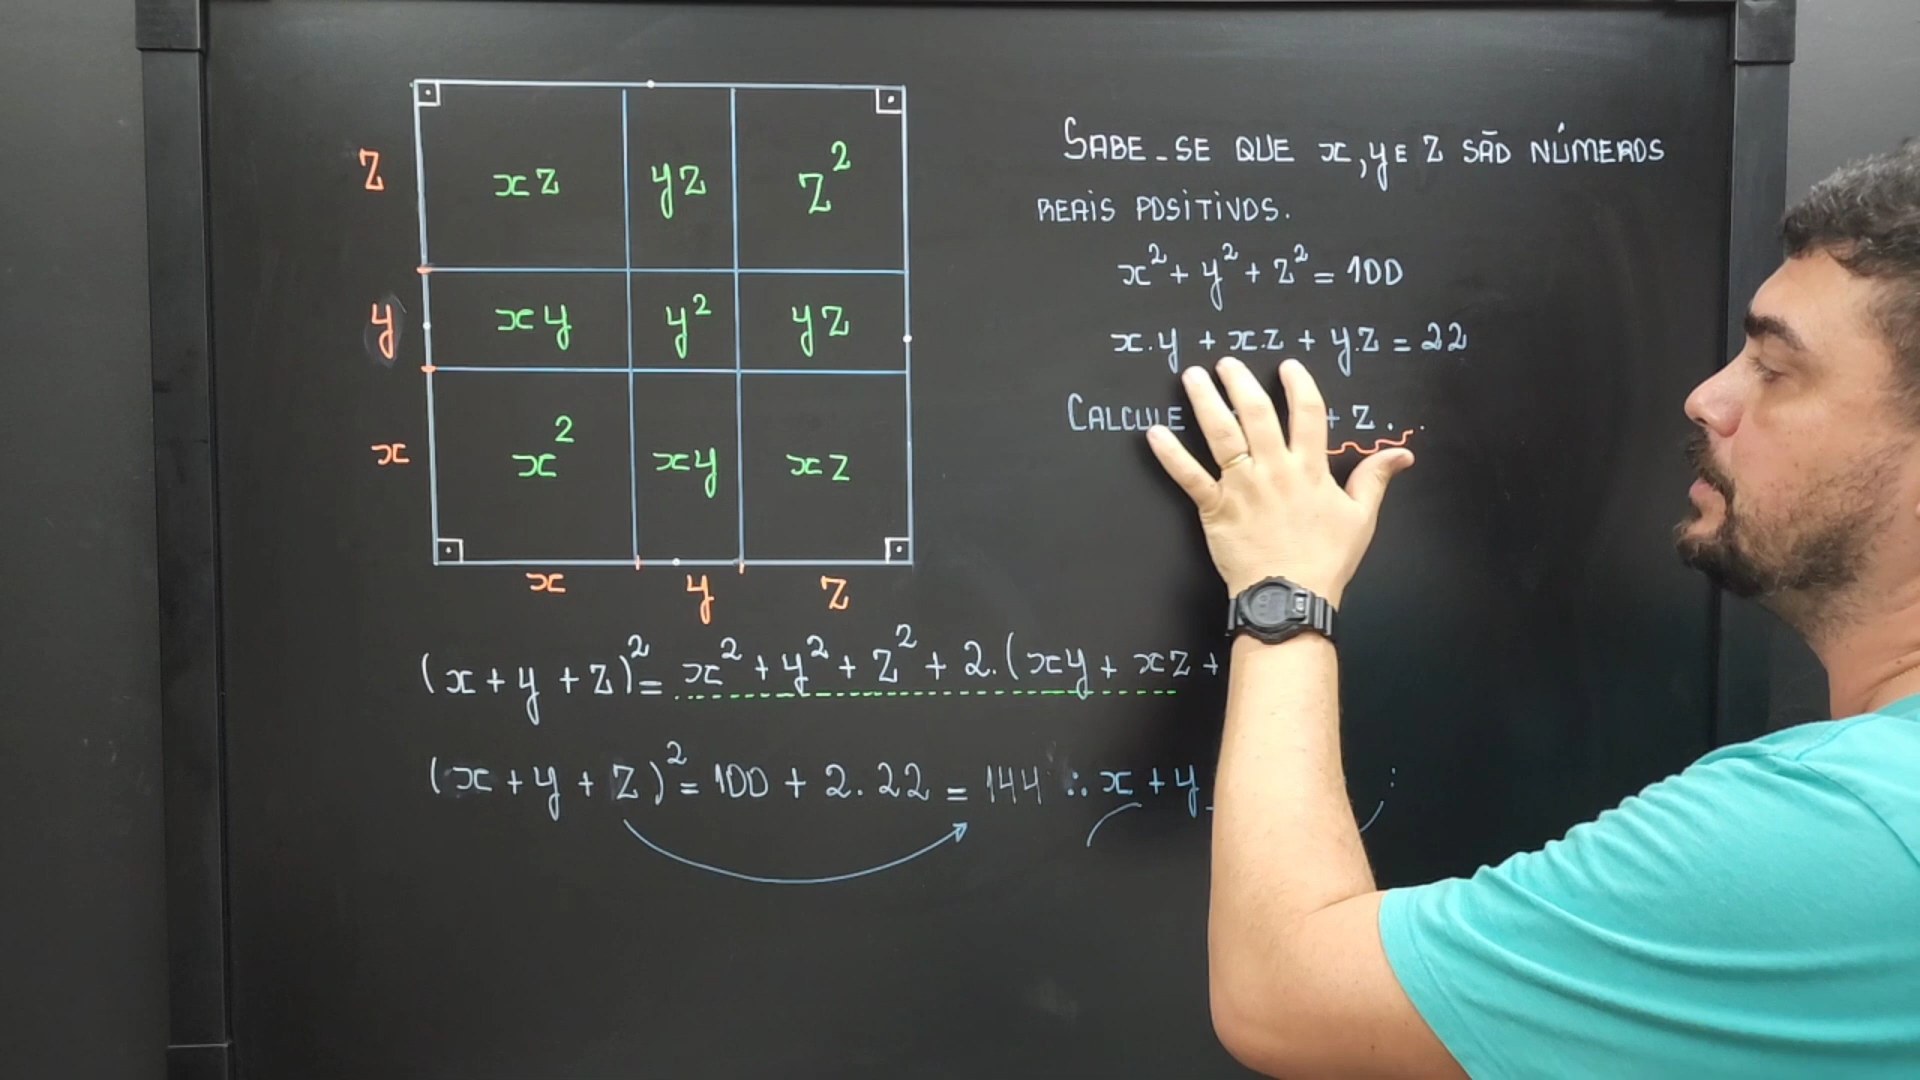 z xz yz z²
y xy y² yz
x x² xy xz
x y z
SABE-SE QUE x, y E z SÃO NÚMEROS
REAIS POSITIVOS.
x² + y² + z² = 100
x.y + x.z + y.z = 22
CALCULE + z.
(x + y + z)² = x² + y² + z² + 2.(xy + xz +
(x + y + z)² = 100 + 2.22 = 144 ∴ x + y